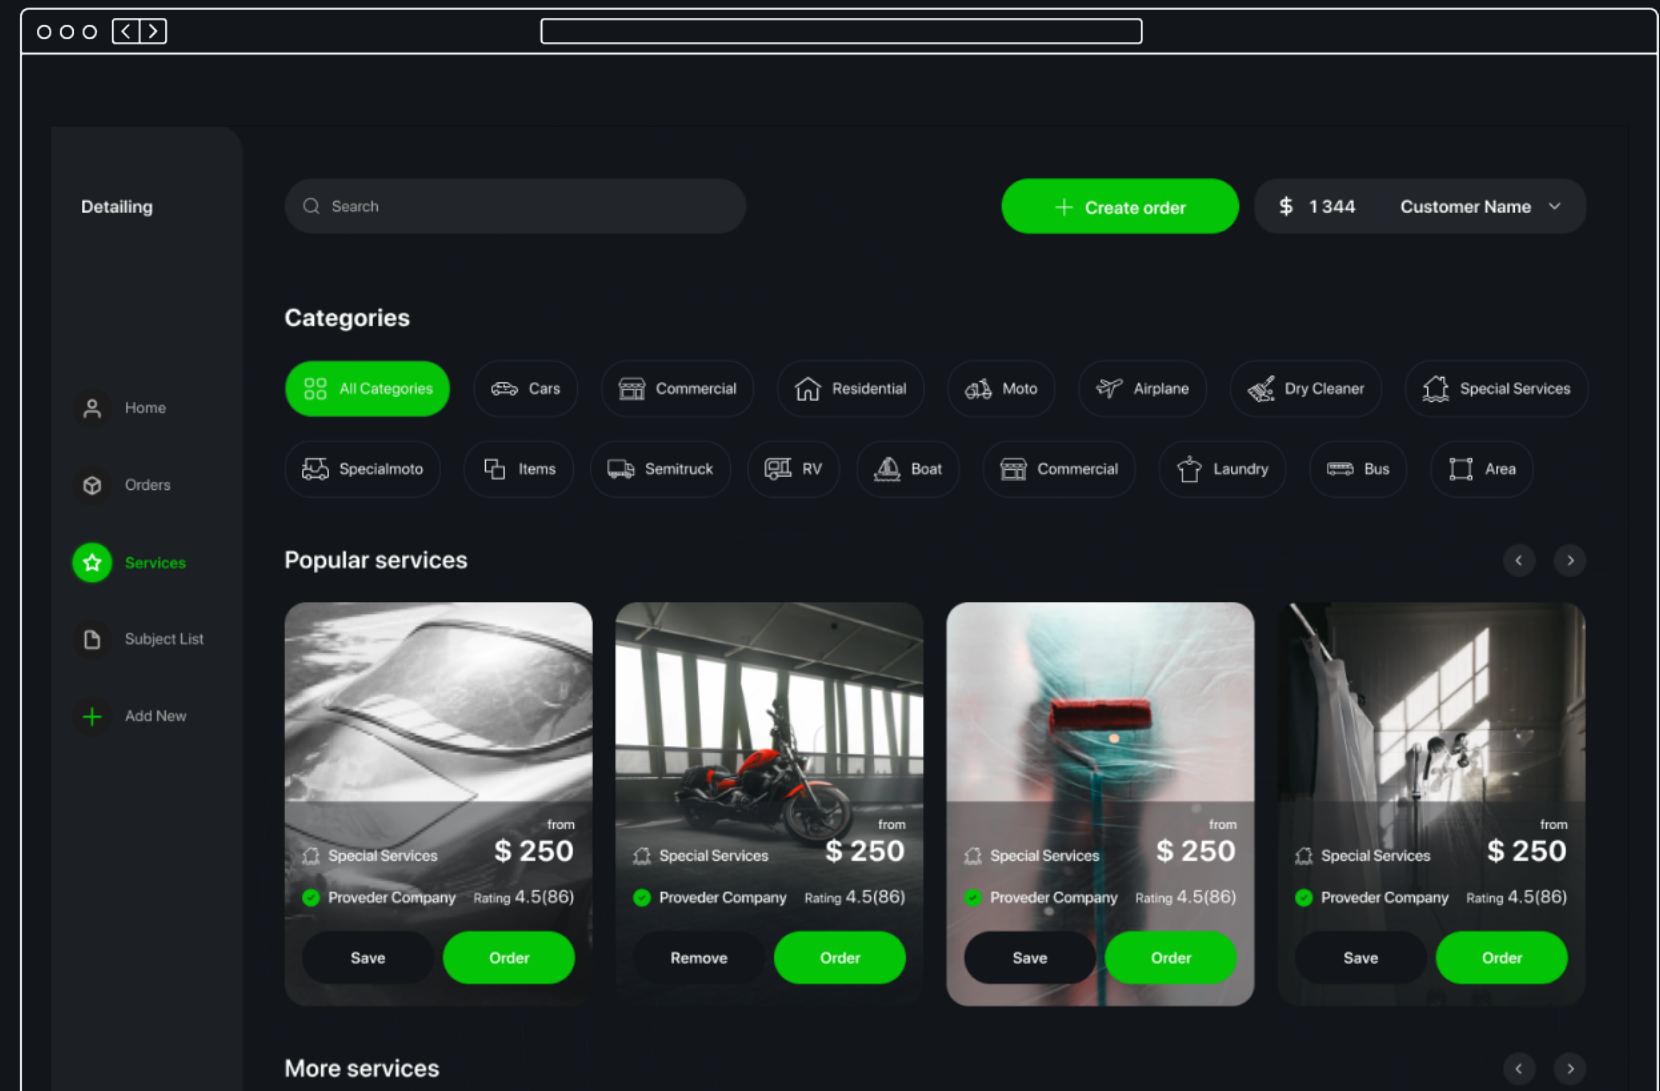 Detailing
Search
Create order
$ 1 344
Customer Name
Categories
All Categories
Cars
Commercial
Residential
Moto
Airplane
Dry Cleaner
Special Services
Specialmoto
Items
Semitruck
RV
Boat
Commercial
Laundry
Bus
Area
Home
Orders
Services
Subject List
Add New
Popular services
from
Special Services $ 250
Proveder Company Rating 4.5(86)
Save Order
from
Special Services $ 250
Proveder Company Rating 4.5(86)
Remove Order
from
Special Services $ 250
Proveder Company Rating 4.5(86)
Save Order
from
Special Services $ 250
Proveder Company Rating 4.5(86)
Save Order
More services